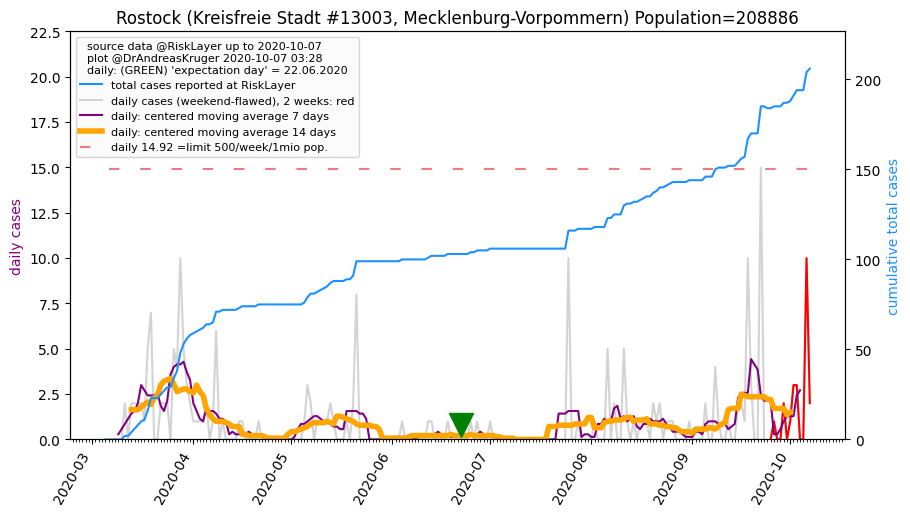 Rostock (Kreisfreie Stadt #13003, Mecklenburg-Vorpommern) Population=208886
source data @RiskLayer up to 2020-10-07
plot @DrAndreasKruger 2020-10-07 03:28
daily: (GREEN) 'expectation day' = 22.06.2020
total cases reported at RiskLayer
daily cases (weekend-flawed), 2 weeks: red
daily: centered moving average 7 days
daily: centered moving average 14 days
daily 14.92 =limit 500/week/1mio pop.
daily cases
22.5
20.0
17.5
15.0
12.5
10.0
7.5
5.0
2.5
0.0
200
150
100
50
0
cumulative total cases
2020-03
2020-04
2020-05
2020-06
2020-07
2020-08
2020-09
2020-10